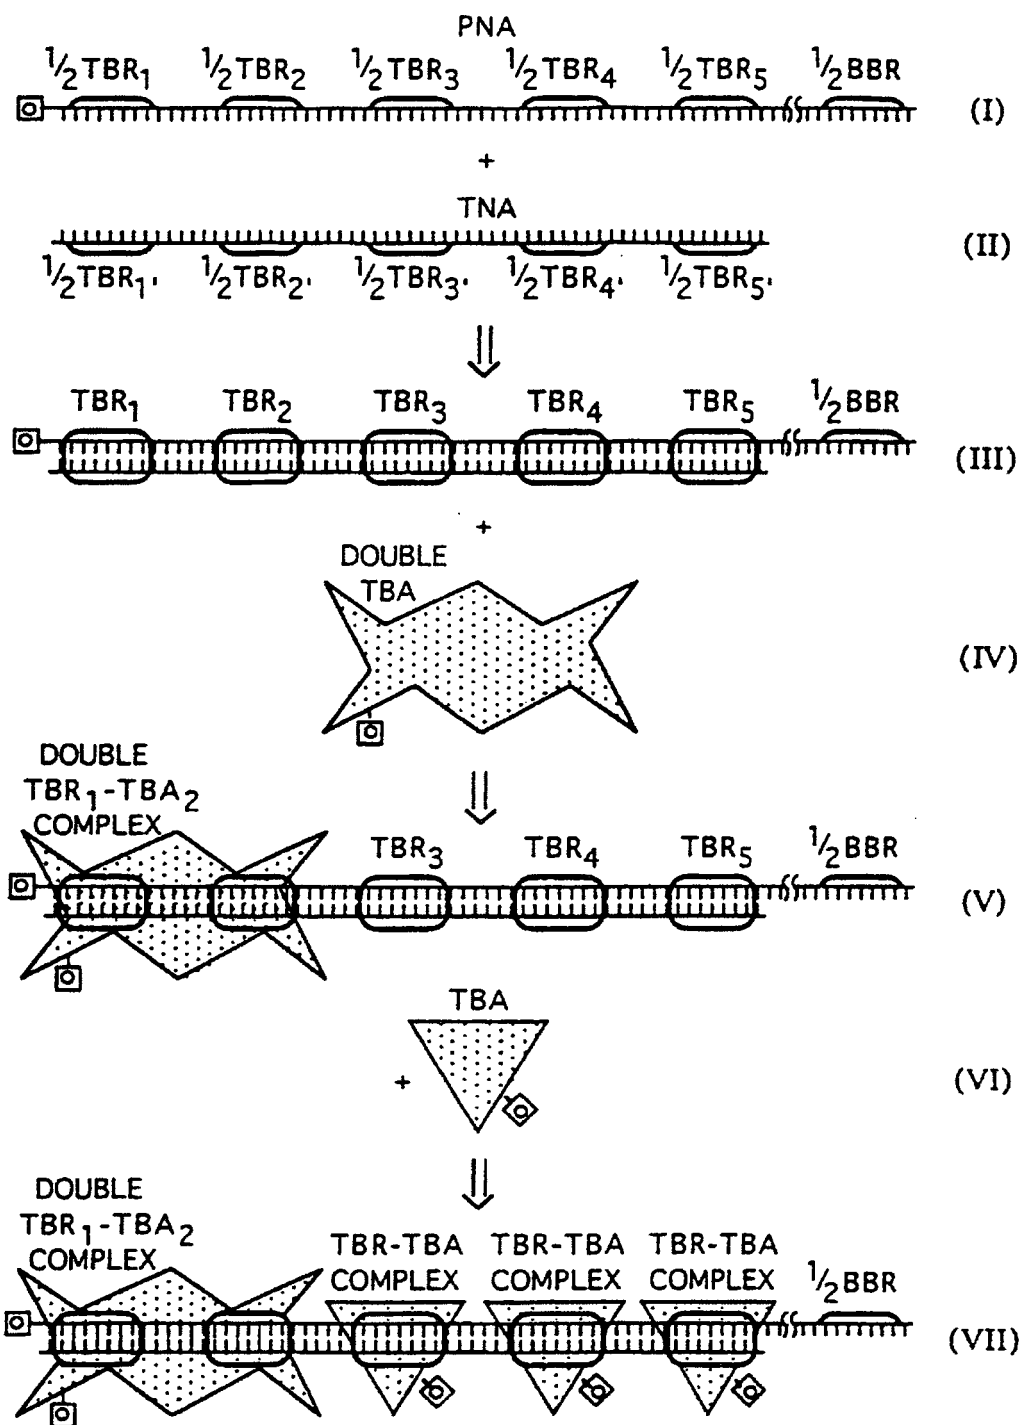 PNA
1/2TBR1 1/2TBR2 1/2TBR3 1/2TBR4 1/2TBR5 1/2BBR
(I)
+
TNA
(II)
1/2TBR1' 1/2TBR2' 1/2TBR3' 1/2TBR4' 1/2TBR5'
TBR1 TBR2 TBR3 TBR4 TBR5 1/2BBR
(III)
+
DOUBLE
TBA
(IV)
DOUBLE
TBR1-TBA2
COMPLEX
TBR3 TBR4 TBR5 1/2BBR
(V)
TBA
+
(VI)
DOUBLE
TBR1-TBA2
COMPLEX
TBR-TBA TBR-TBA TBR-TBA
COMPLEX COMPLEX COMPLEX 1/2BBR
(VII)